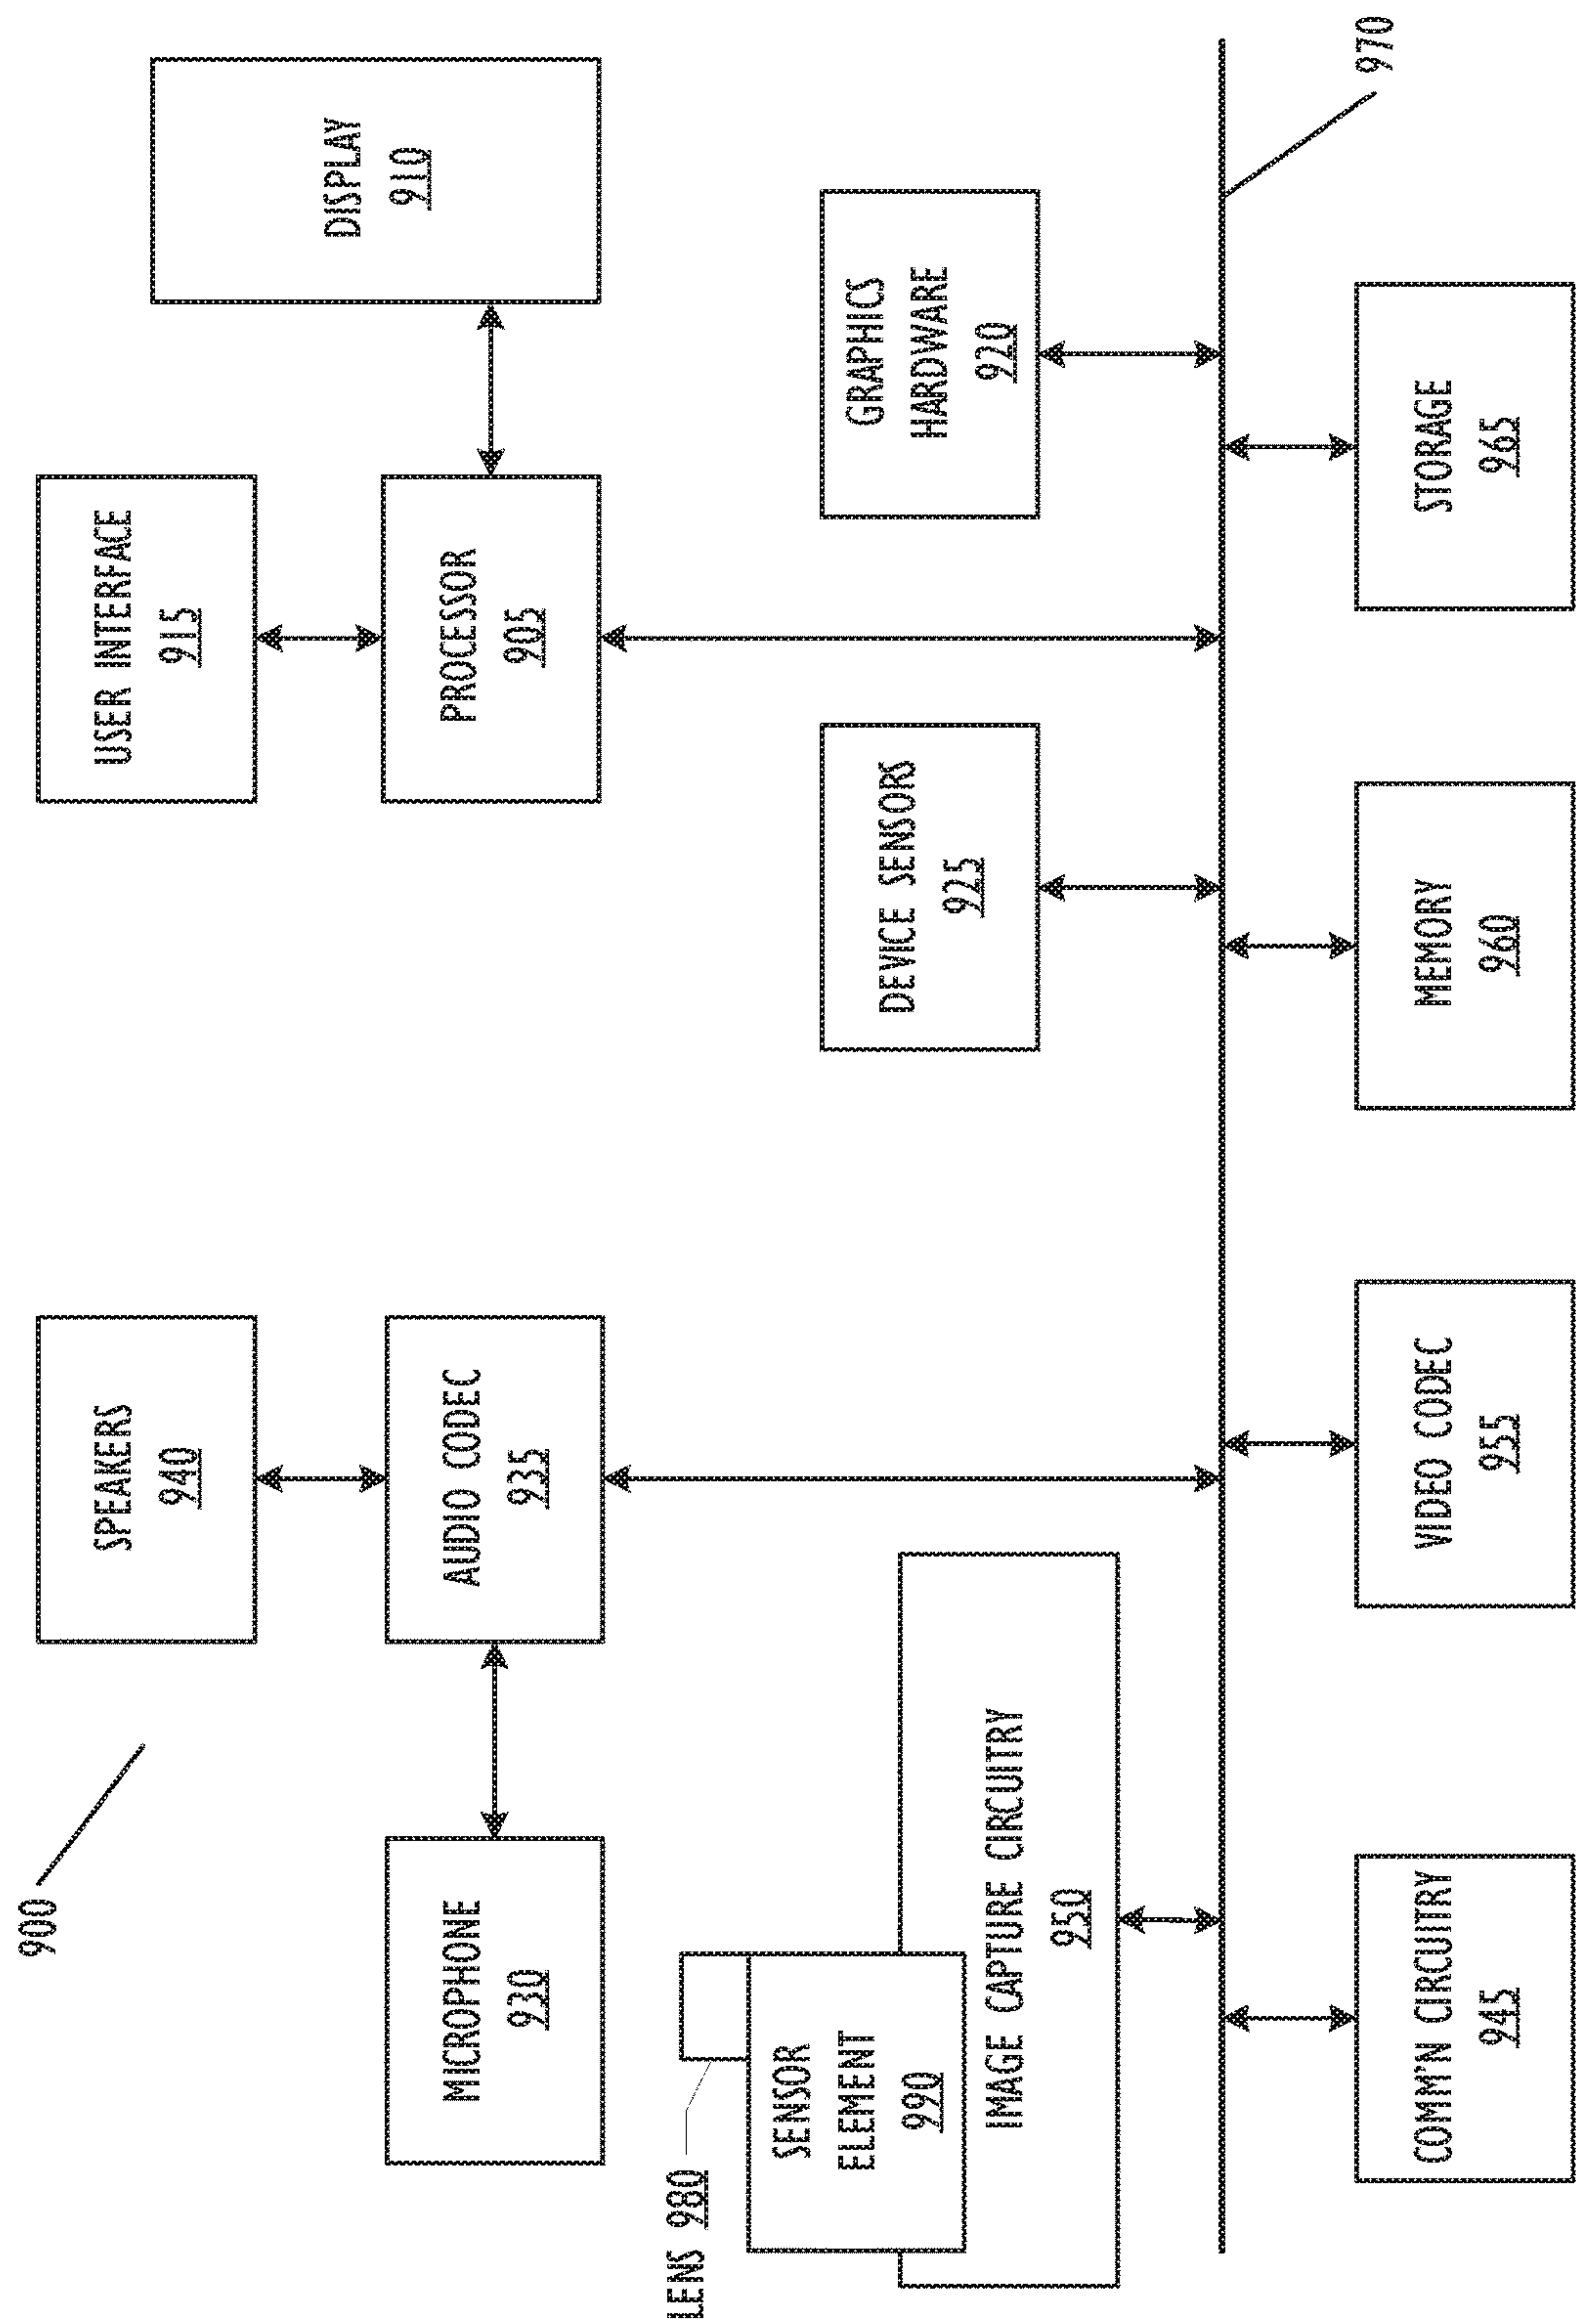 900
SPEAKERS
940
USER INTERFACE
915
DISPLAY
910
MICROPHONE
930
AUDIO CODEC
935
PROCESSOR
905
LENS 980
SENSOR
ELEMENT
990
IMAGE CAPTURE CIRCUITRY
950
DEVICE SENSORS
925
GRAPHICS
HARDWARE
920
970
COMM'N CIRCUITRY
945
VIDEO CODEC
955
MEMORY
960
STORAGE
965